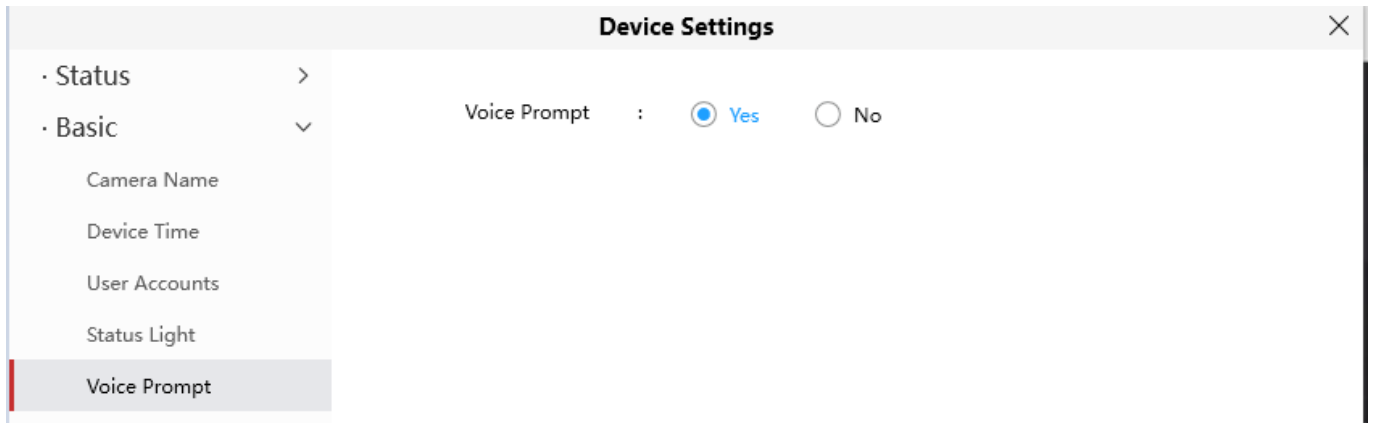 Device Settings
· Status
· Basic
Camera Name
Device Time
User Accounts
Status Light
Voice Prompt
Voice Prompt : Yes No